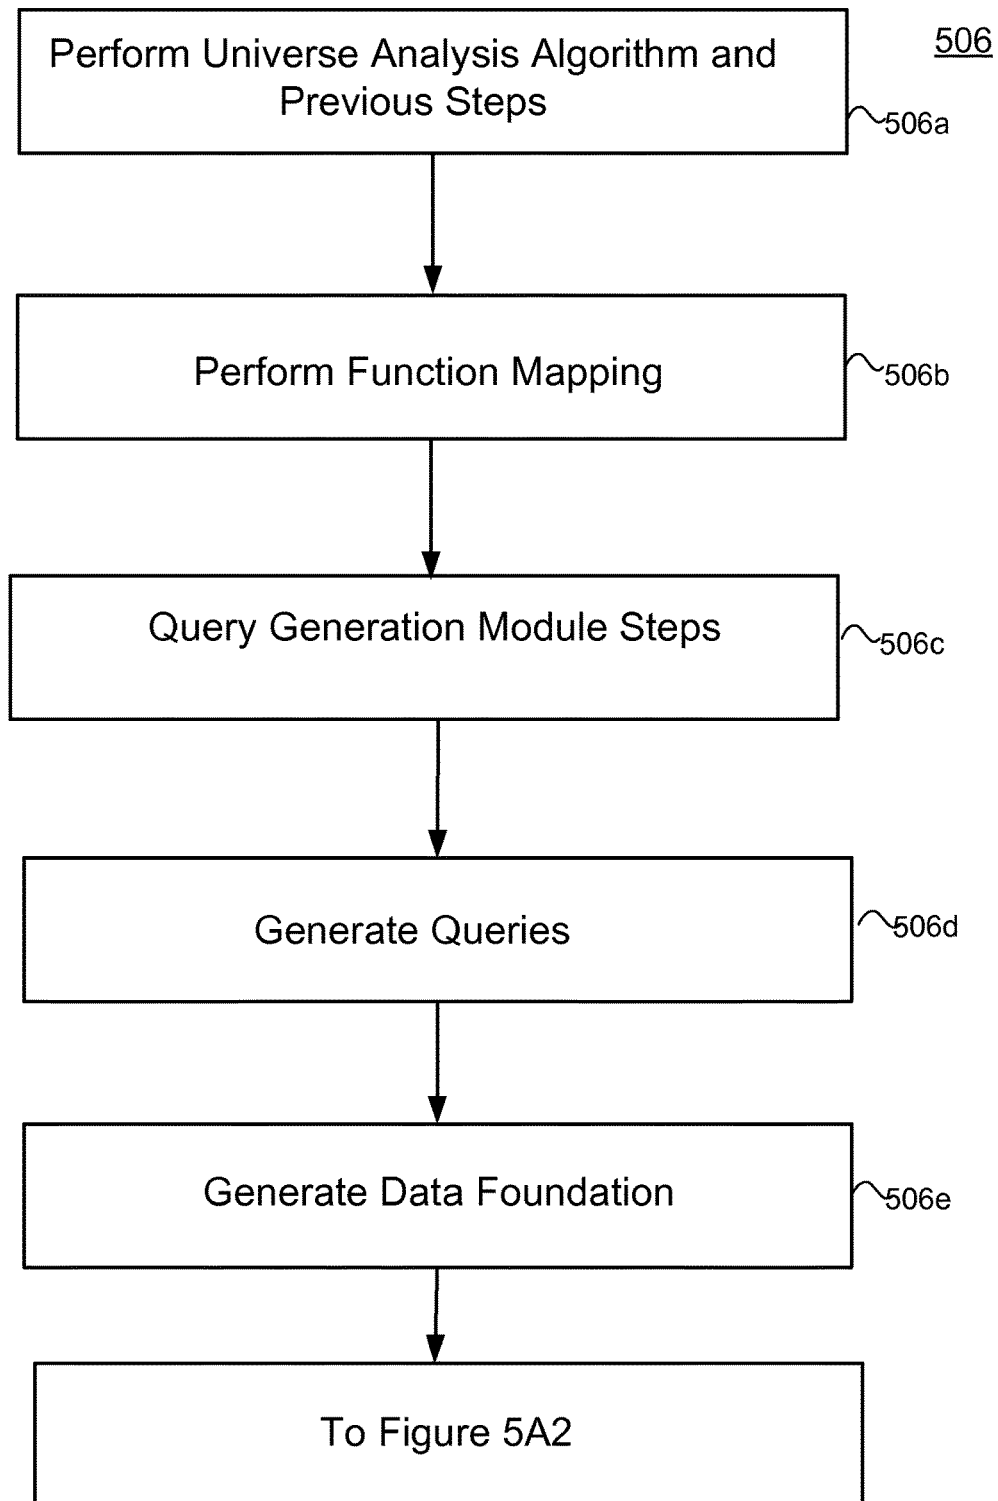 506
Perform Universe Analysis Algorithm and
Previous Steps
506a
Perform Function Mapping
506b
Query Generation Module Steps
506c
Generate Queries
506d
Generate Data Foundation
506e
To Figure 5A2